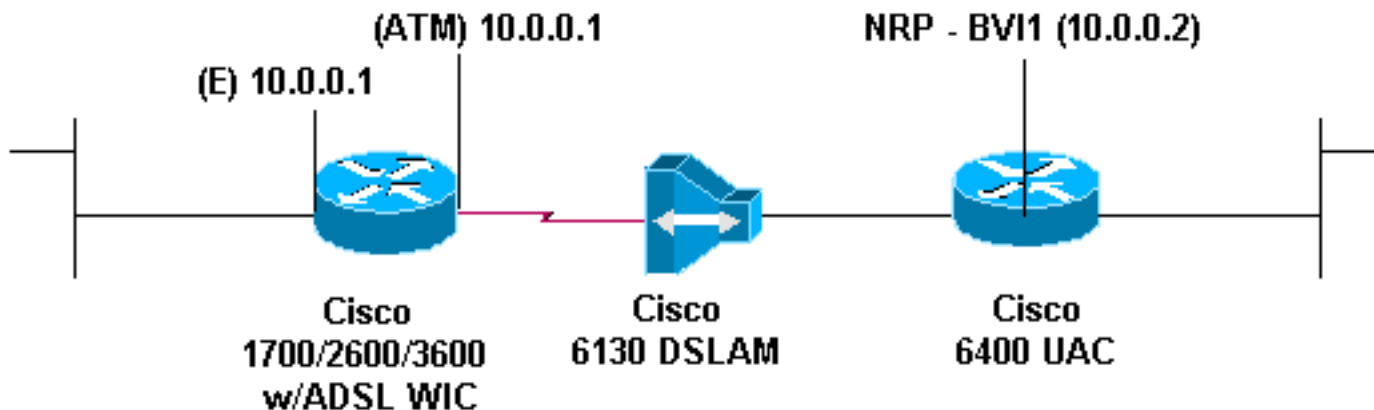 (ATM) 10.0.0.1
NRP - BVI1 (10.0.0.2)
(E) 10.0.0.1
Cisco
1700/2600/3600
w/ADSL WIC
Cisco
6130 DSLAM
Cisco
6400 UAC